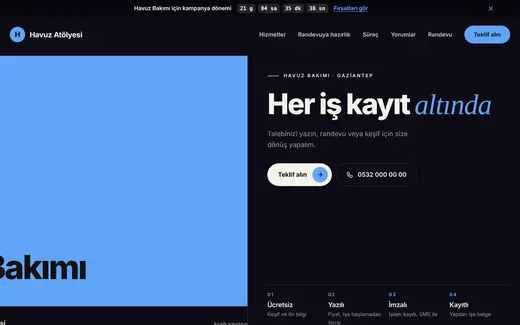 Havuz Bakımı için kampanya dönemi 21 g 04 sa 35 dk 38 sn Fırsatları gör
H Havuz Atölyesi
Hizmetler Randevuya hazırlık Süreç Yorumlar Randevu Teklif alın
HAVUZ BAKIMI · GAZİANTEP
Her iş kayıt altında
Talebinizi yazın, randevu veya keşif için size
dönüş yapalım.
Teklif alın
0532 000 00 00
Bakımı
01 02 03 04
Ücretsiz Yazılı İmzalı Kayıtlı
Keşif ve ön bilgi Fiyat, işe başlamadan Işlem kaydı, SMS ile Yapılan işe belge
önce